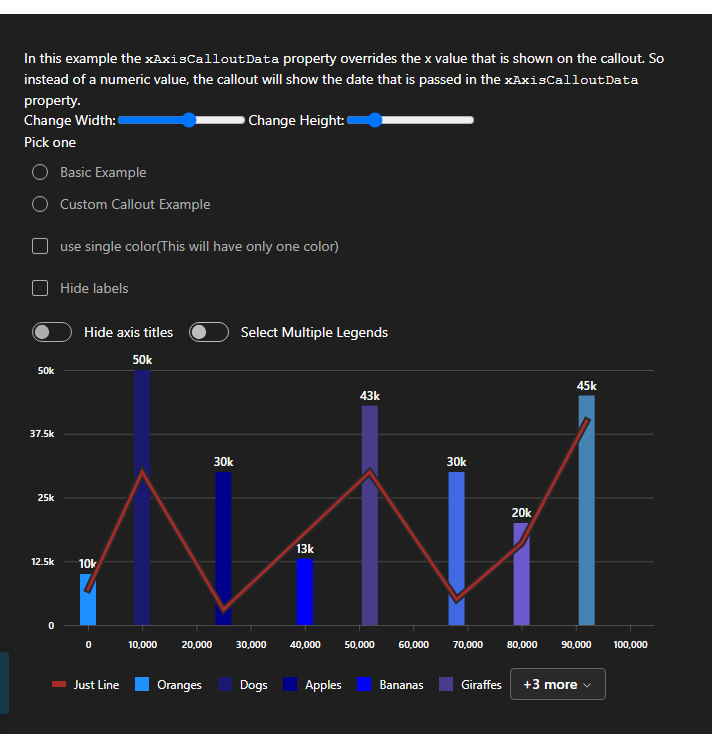 In this example the xAxisCalloutData property overrides the x value that is shown on the callout. So
instead of a numeric value, the callout will show the date that is passed in the xAxisCalloutData
property.
Change Width: Change Height:
Pick one
Basic Example
Custom Callout Example
use single color(This will have only one color)
Hide labels
Hide axis titles Select Multiple Legends
50k
50k
45k
43k
37.5k
30k 30k
25k
20k
13k
12.5k 10k
0
0 10,000 20,000 30,000 40,000 50,000 60,000 70,000 80,000 90,000 100,000
Just Line Oranges Dogs Apples Bananas Giraffes +3 more